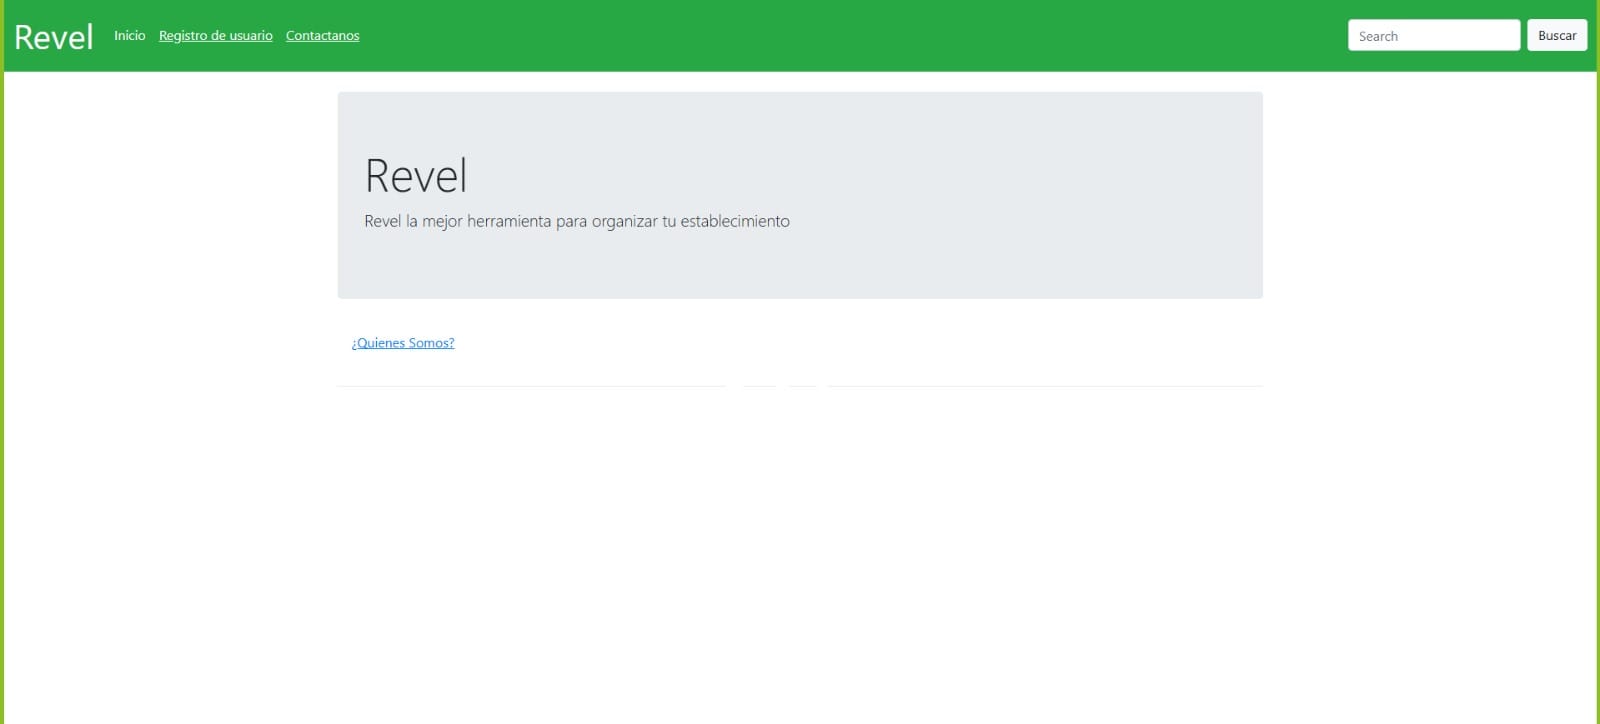 Revel Inicio Registro de usuario Contactanos Search Buscar
Revel
Revel la mejor herramienta para organizar tu establecimiento
¿Quienes Somos?